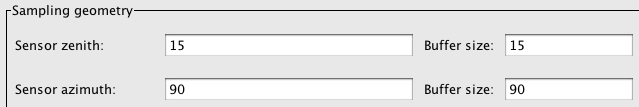 Sampling geometry
Sensor zenith: 15 Buffer size: 15
Sensor azimuth: 90 Buffer size: 90